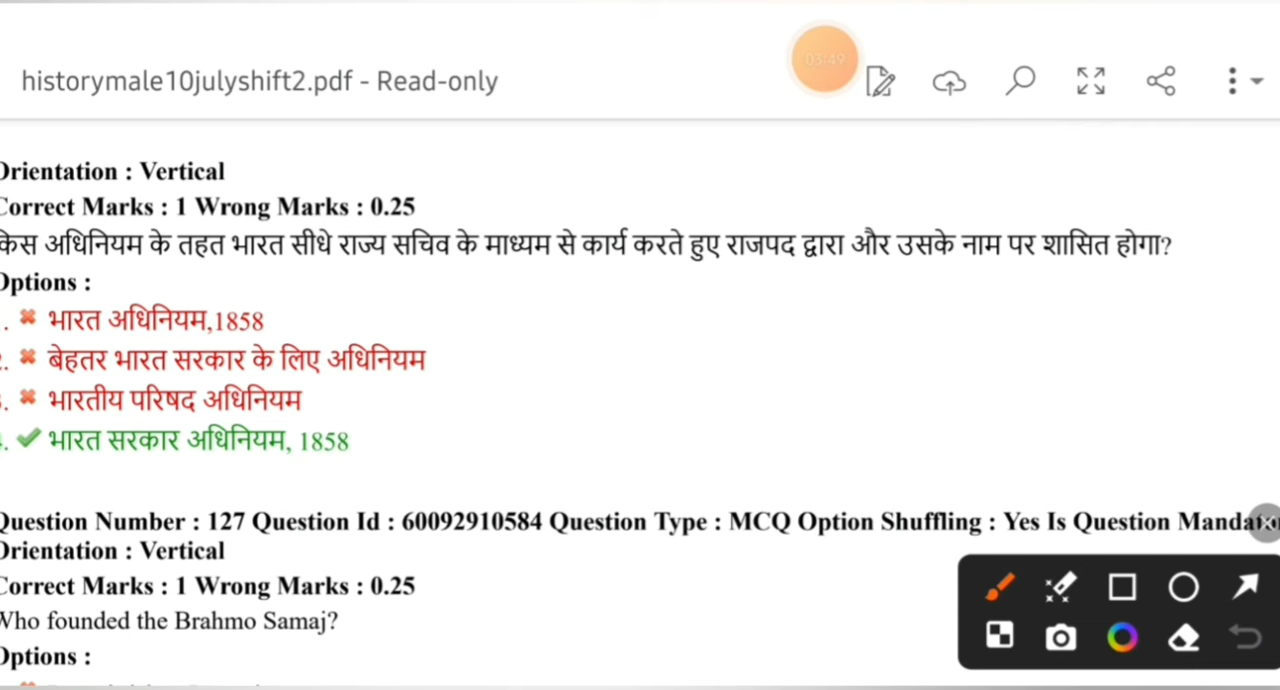 03:49
historymale10julyshift2.pdf - Read-only
Orientation : Vertical
Correct Marks : 1 Wrong Marks : 0.25
किस अधिनियम के तहत भारत सीधे राज्य सचिव के माध्यम से कार्य करते हुए राजपद द्वारा और उसके नाम पर शासित होगा?
Options :
. ✖ भारत अधिनियम,1858
. ✖ बेहतर भारत सरकार के लिए अधिनियम
. ✖ भारतीय परिषद अधिनियम
. ✔ भारत सरकार अधिनियम, 1858
Question Number : 127 Question Id : 60092910584 Question Type : MCQ Option Shuffling : Yes Is Question
Orientation : Vertical
Correct Marks : 1 Wrong Marks : 0.25
Who founded the Brahmo Samaj?
Options :